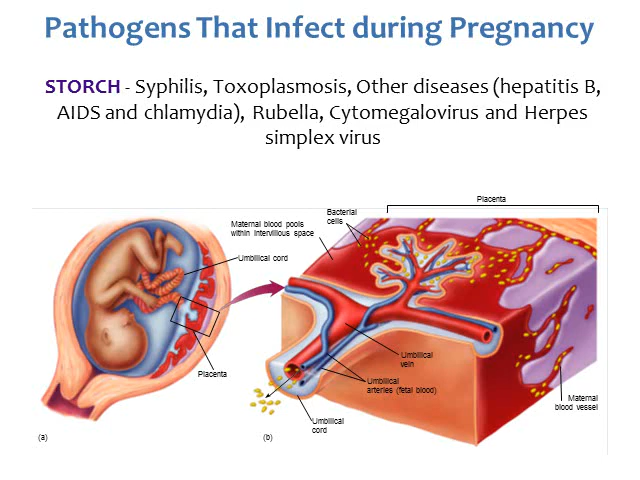 Pathogens That Infect during Pregnancy
STORCH - Syphilis, Toxoplasmosis, Other diseases (hepatitis B,
AIDS and chlamydia), Rubella, Cytomegalovirus and Herpes
simplex virus
Placenta
Bacterial
cells
Maternal blood pools
within intervillous space
Umbilical cord
Placenta
Umbilical
vein
Umbilical
arteries (fetal blood)
Maternal
blood vessel
Umbilical
cord
(a)
(b)